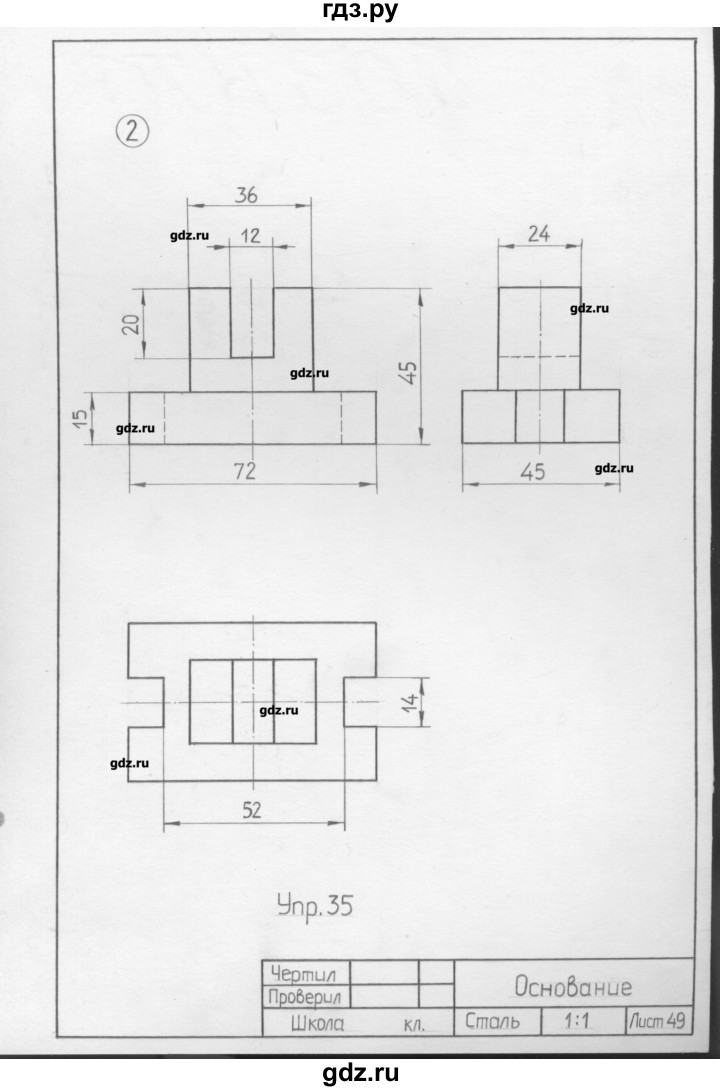 гдз.ру
2
36
gdz.ru
12
24
gdz.ru
20
gdz.ru
45
15
gdz.ru
72
45
gdz.ru
gdz.ru
14
gdz.ru
52
Упр. 35
Чертил
Основание
Проверил
Школа кл. Сталь 1:1 Лист 49
gdz.ru